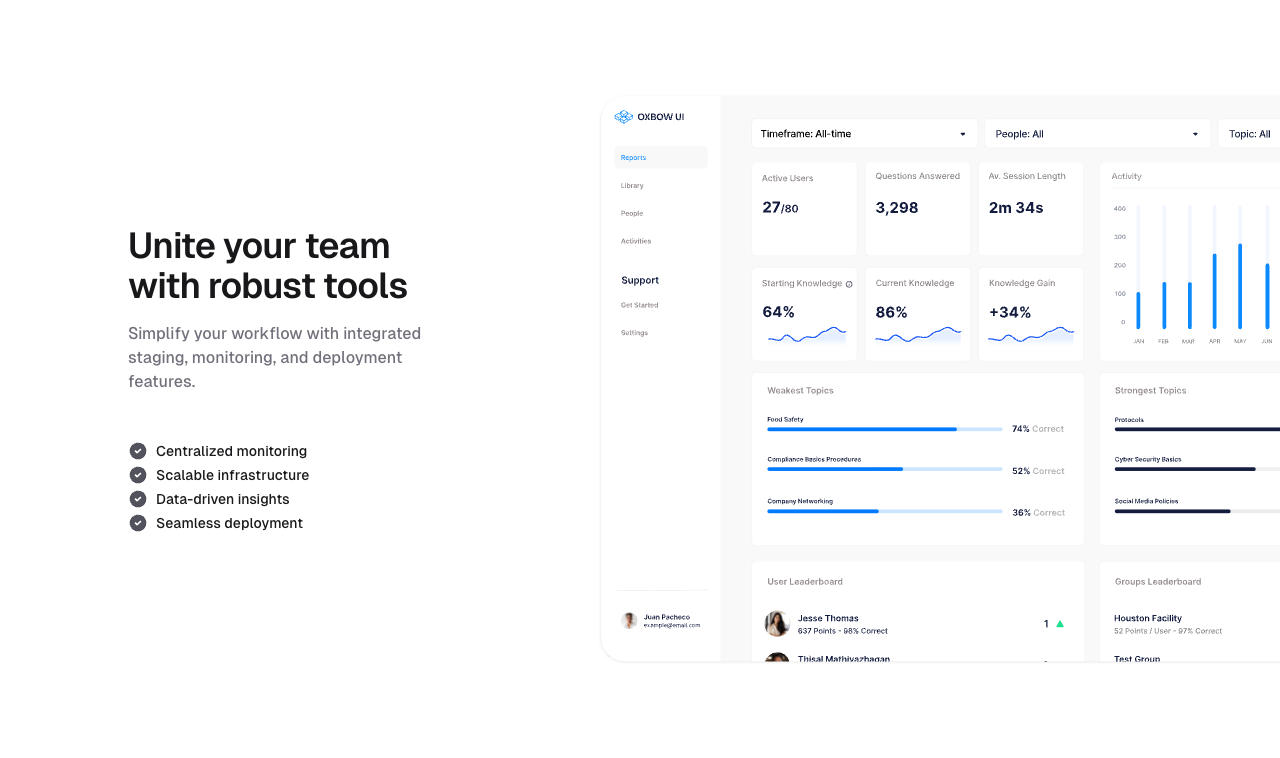 Unite your team
with robust tools
Simplify your workflow with integrated
staging, monitoring, and deployment
features.
Centralized monitoring
Scalable infrastructure
Data-driven insights
Seamless deployment
OXBOW UI
Reports
Library
People
Activities
Support
Get Started
Settings
Juan Pacheco
example@email.com
Timeframe: All-time
People: All
Topic: All
Active Users
27/80
Questions Answered
3,298
Av. Session Length
2m 34s
Starting Knowledge
64%
Current Knowledge
86%
Knowledge Gain
+34%
Activity
400
300
200
100
0
JAN FEB MAR APR MAY JUN
Weakest Topics
Food Safety
74% Correct
Compliance Basics Procedures
52% Correct
Company Networking
36% Correct
Strongest Topics
Protocols
Cyber Security Basics
Social Media Policies
User Leaderboard
Jesse Thomas
637 Points - 98% Correct
1
Thisal Mathiyazhagan
Groups Leaderboard
Houston Facility
52 Points / User - 97% Correct
Test Group